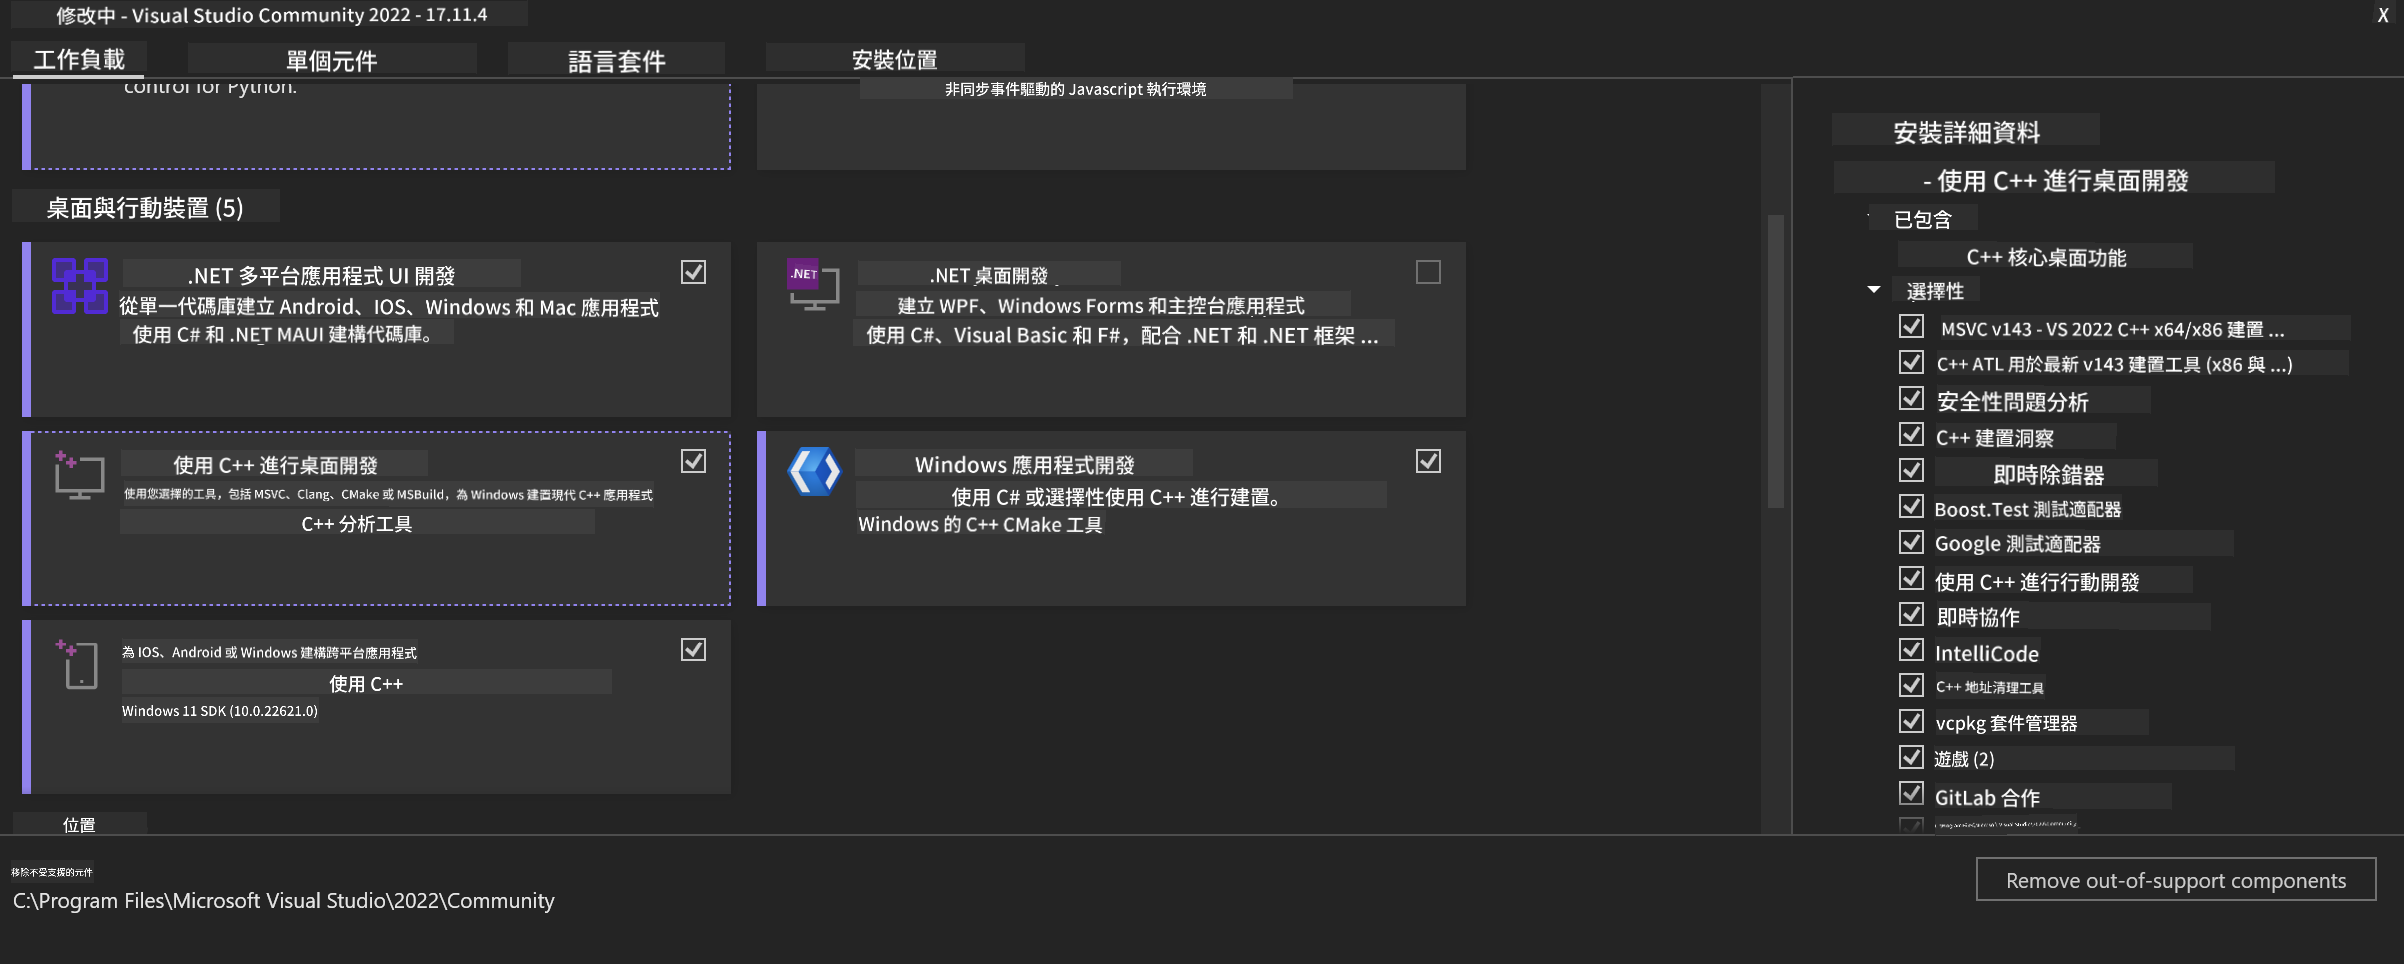 修改中 - Visual Studio Community 2022 - 17.11.4
X
工作負載
單個元件
語言套件
安裝位置
control for Python.
非同步事件驅動的 Javascript 執行環境
桌面與行動裝置 (5)
.NET 多平台應用程式 UI 開發
從單一代碼庫建立 Android、IOS、Windows 和 Mac 應用程式
使用 C# 和 .NET MAUI 建構代碼庫。
.NET
.NET 桌面開發
建立 WPF、Windows Forms 和主控台應用程式
使用 C#、Visual Basic 和 F#，配合 .NET 和 .NET 框架 ...
使用 C++ 進行桌面開發
使用您選擇的工具，包括 MSVC、Clang、CMake 或 MSBuild，為 Windows 建置現代 C++ 應用程式
C++ 分析工具
Windows 應用程式開發
使用 C# 或選擇性使用 C++ 進行建置。
Windows 的 C++ CMake 工具
為 IOS、Android 或 Windows 建構跨平台應用程式
使用 C++
Windows 11 SDK (10.0.22621.0)
位置
安裝詳細資料
- 使用 C++ 進行桌面開發
已包含
C++ 核心桌面功能
選擇性
MSVC v143 - VS 2022 C++ x64/x86 建置 ...
C++ ATL 用於最新 v143 建置工具 (x86 與 ...)
安全性問題分析
C++ 建置洞察
即時除錯器
Boost.Test 測試適配器
Google 測試適配器
使用 C++ 進行行動開發
即時協作
IntelliCode
C++ 地址清理工具
vcpkg 套件管理器
遊戲 (2)
GitLab 合作
移除不受支援的元件
C:\Program Files\Microsoft Visual Studio\2022\Community
Remove out-of-support components